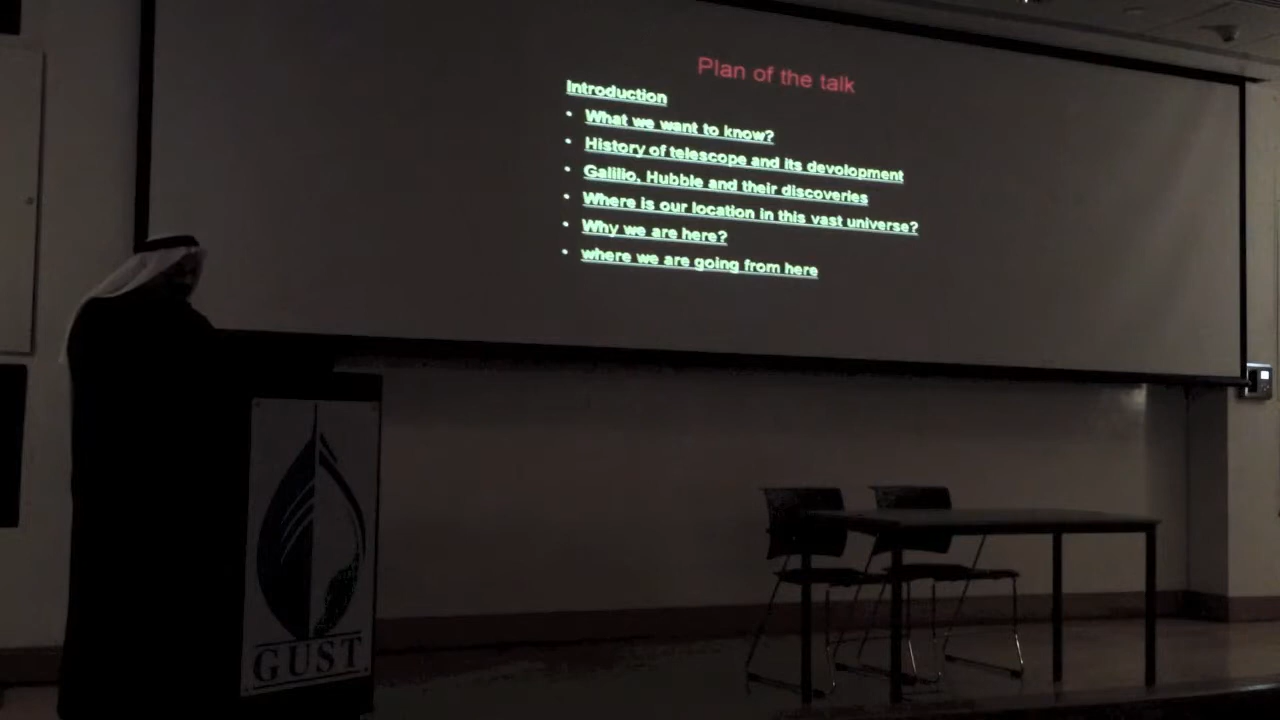 Plan of the talk
Introduction
• What we want to know?
• History of telescope and its devolopment
• Galilio, Hubble and their discoveries
• Where is our location in this vast universe?
• Why we are here?
• where we are going from here
GUST